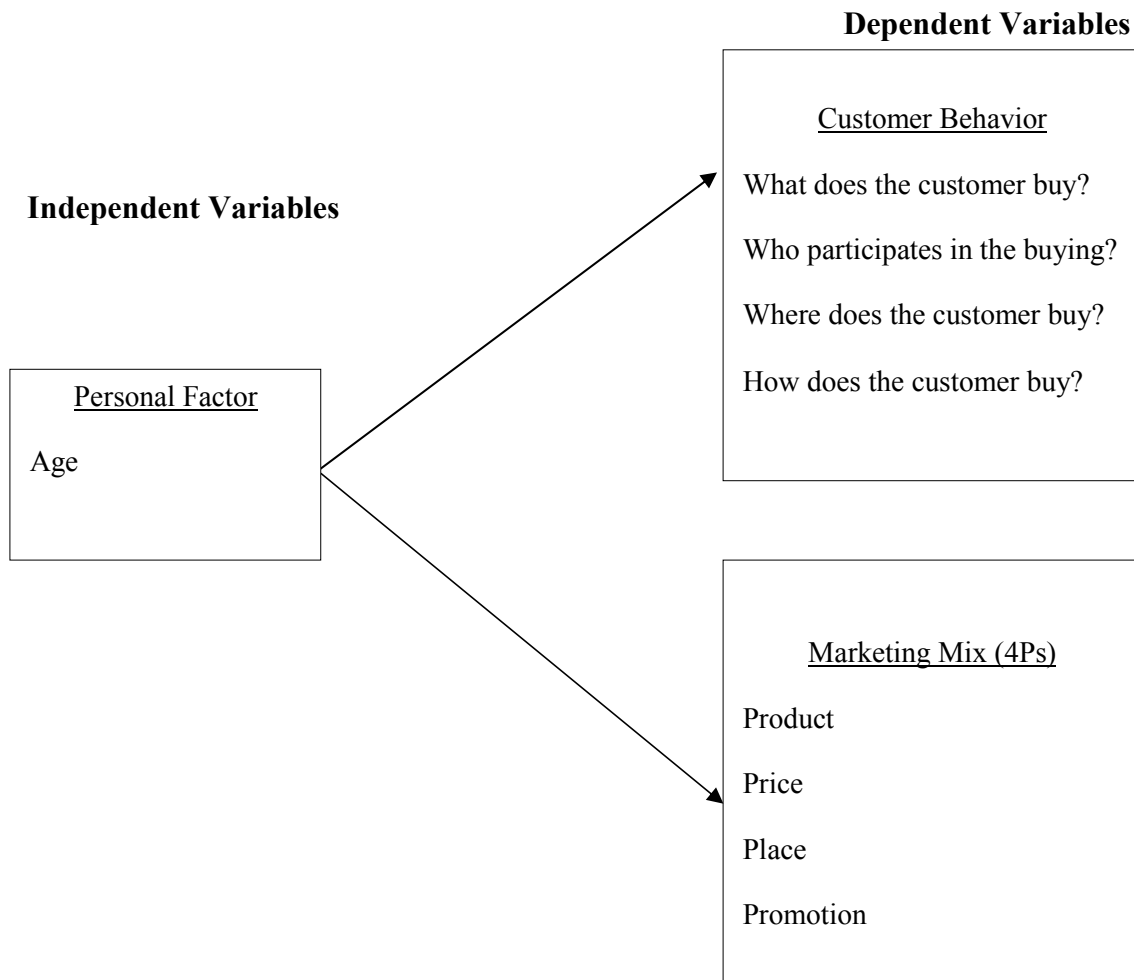 Dependent Variables
Customer Behavior
What does the customer buy?
Who participates in the buying?
Where does the customer buy?
How does the customer buy?
Independent Variables
Personal Factor
Age
Marketing Mix (4Ps)
Product
Price
Place
Promotion